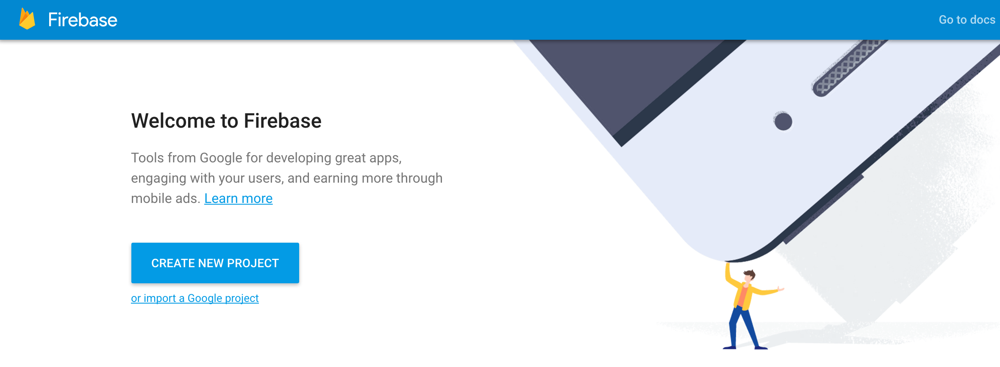 Firebase
Go to docs
Welcome to Firebase
Tools from Google for developing great apps,
engaging with your users, and earning more through
mobile ads. Learn more
CREATE NEW PROJECT
or import a Google project